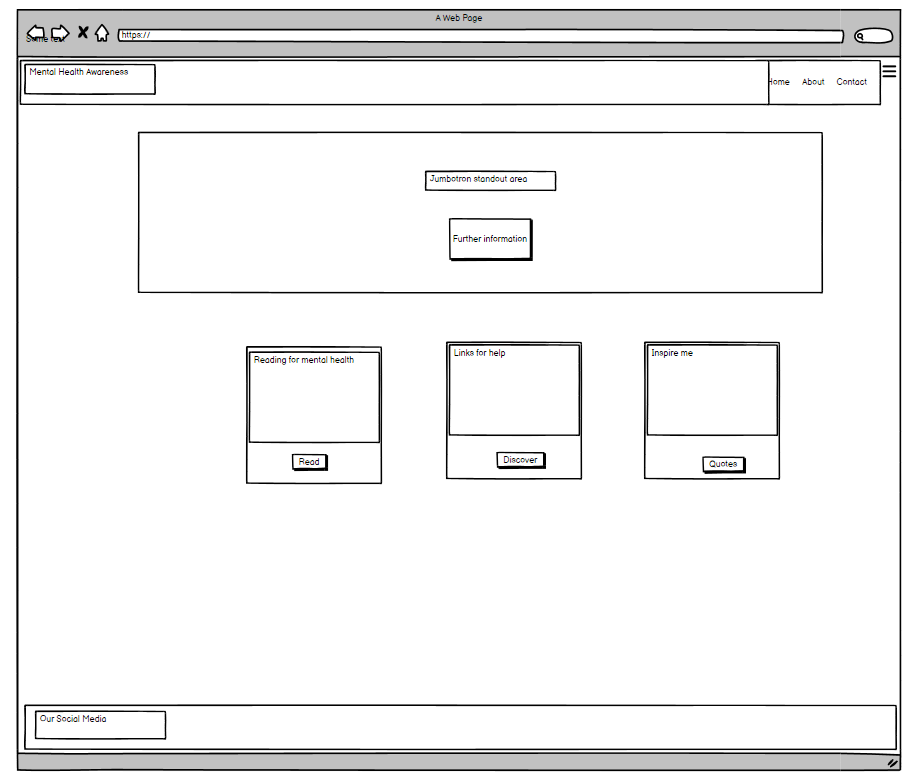 A Web Page
Some text
https://
Mental Health Awareness
Home About Contact
Jumbotron standout area
Further information
Reading for mental health
Links for help
Inspire me
Read
Discover
Quotes
Our Social Media